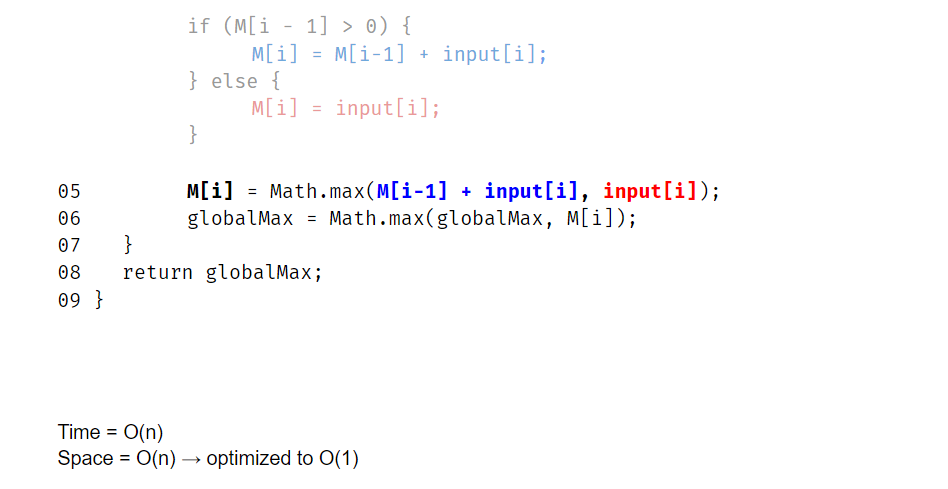 if (M[i - 1] > 0) {
M[i] = M[i-1] + input[i];
} else {
M[i] = input[i];
}
05 M[i] = Math.max(M[i-1] + input[i], input[i]);
06 globalMax = Math.max(globalMax, M[i]);
07 }
08 return globalMax;
09 }
Time = O(n)
Space = O(n) → optimized to O(1)